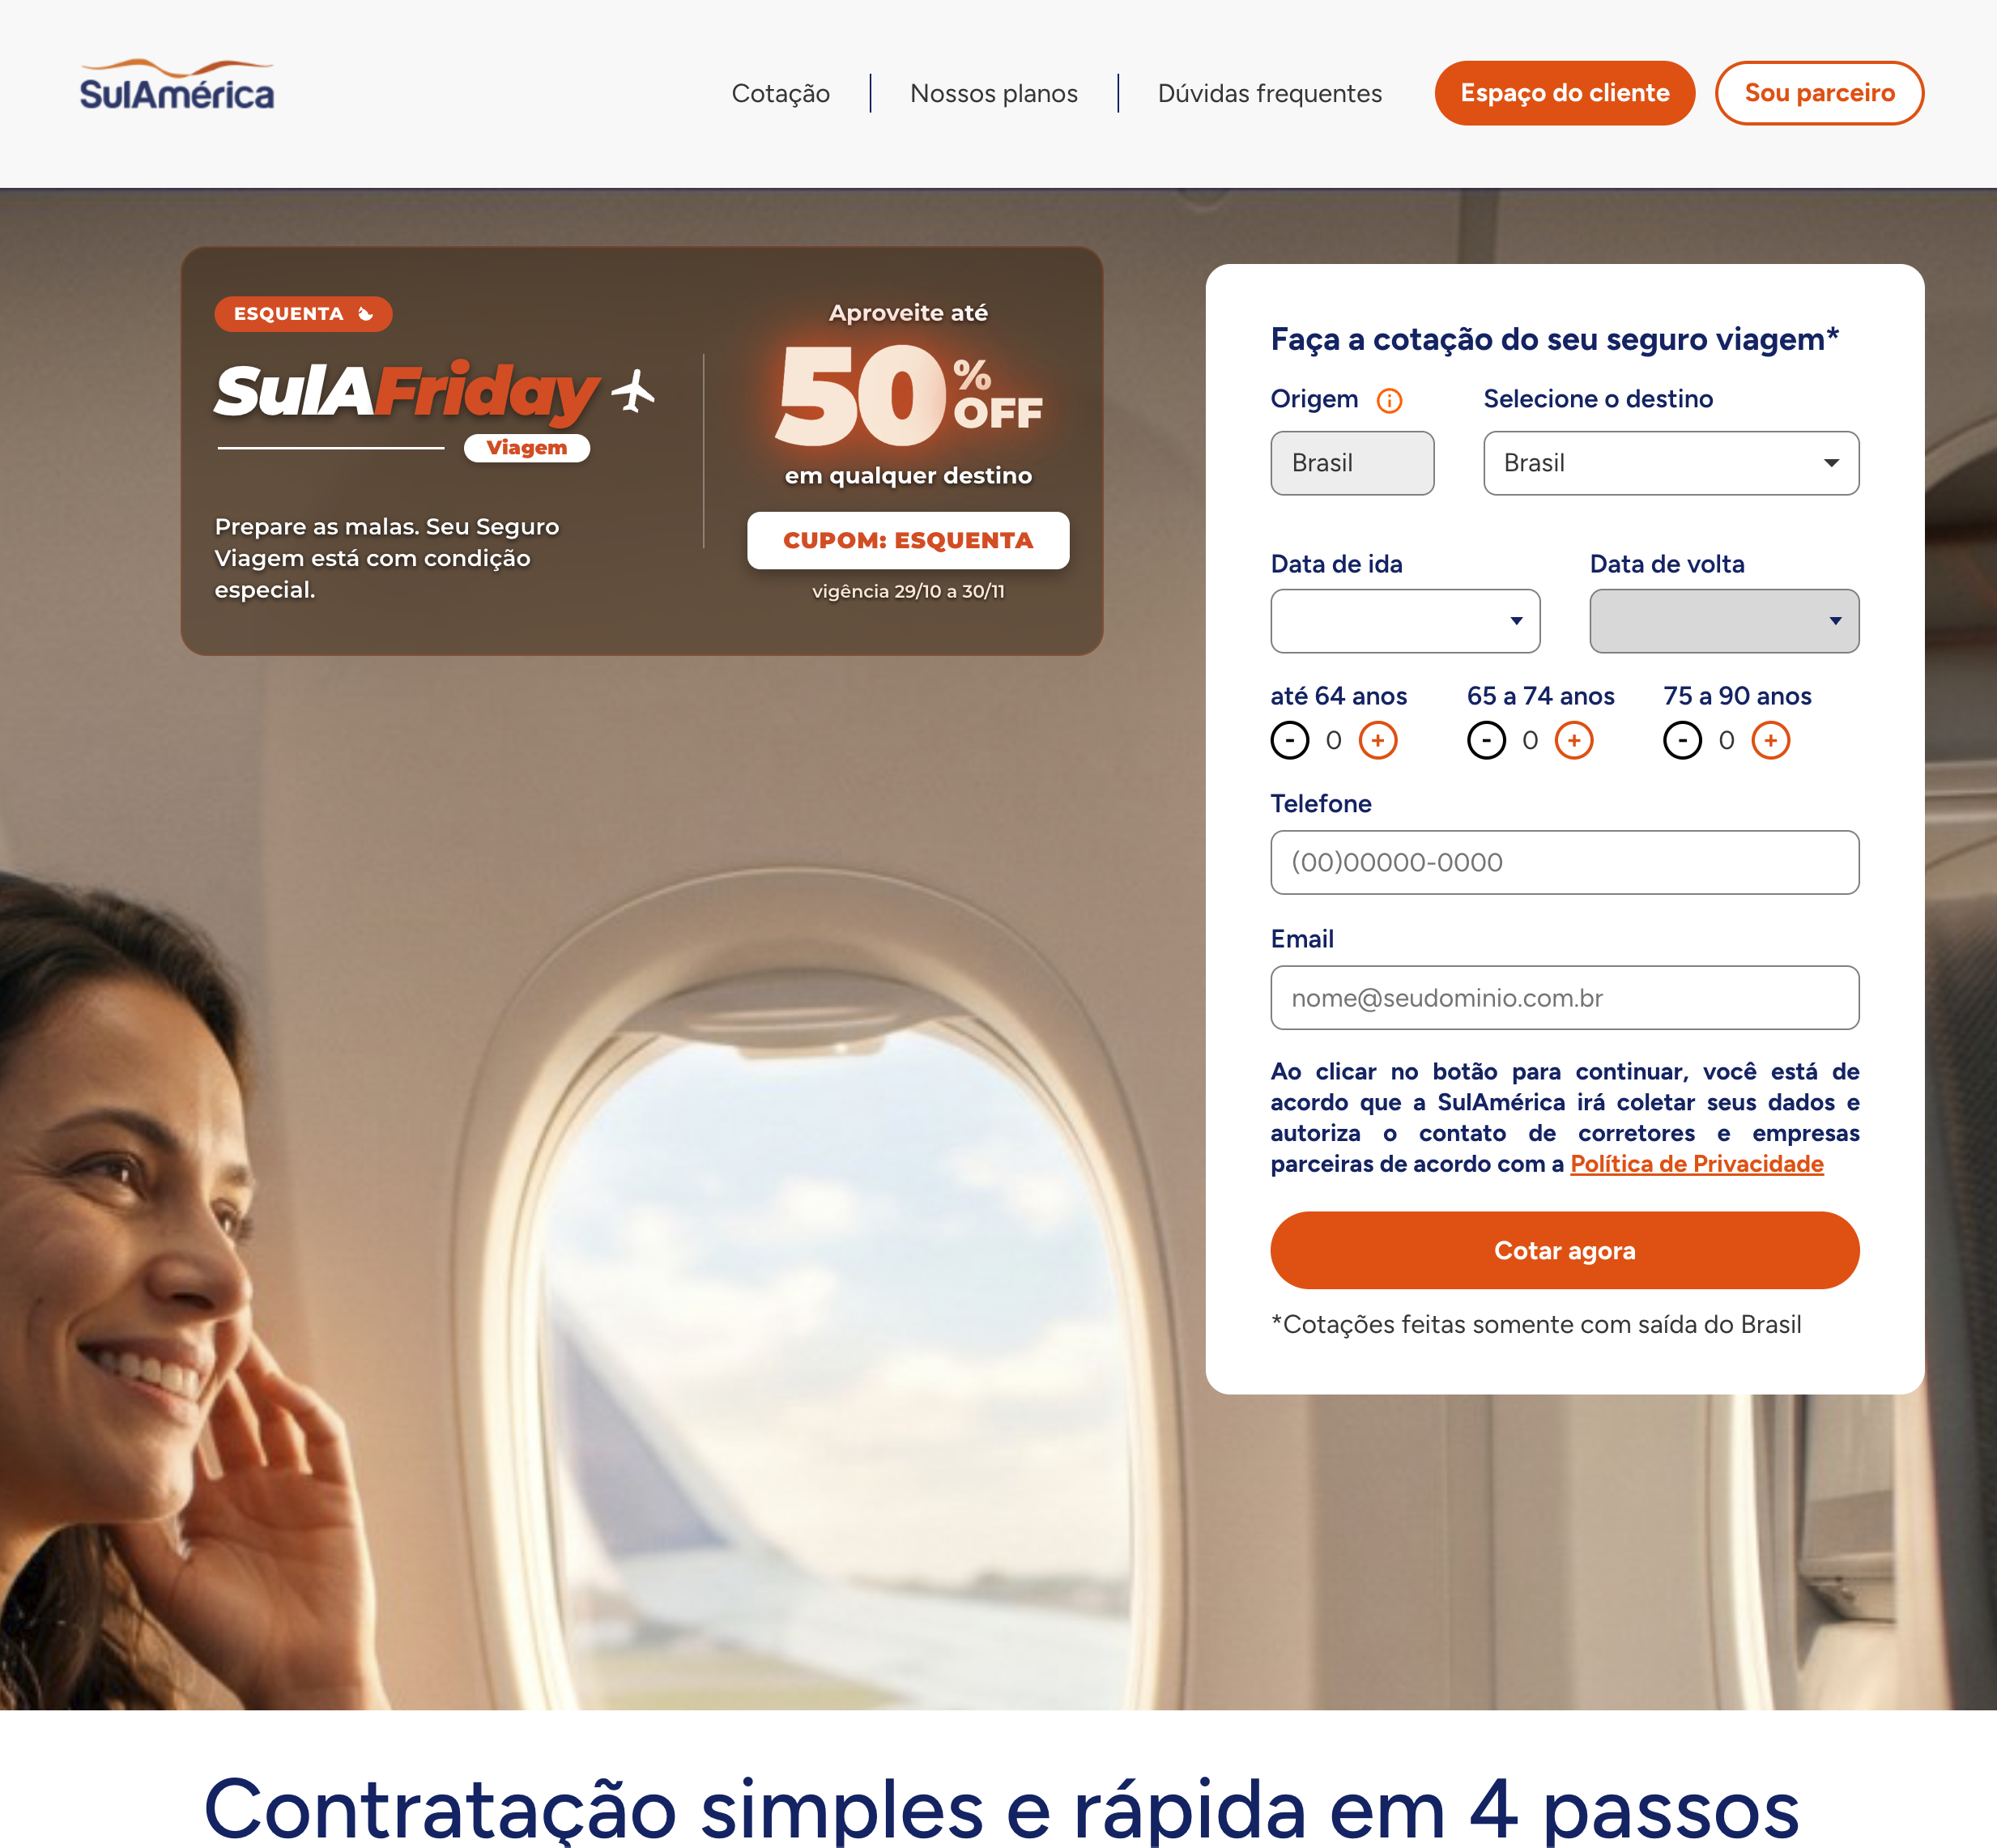 SulAmérica
Cotação
Nossos planos
Dúvidas frequentes
Espaço do cliente
Sou parceiro
ESQUENTA
SulAFriday
Viagem
Prepare as malas. Seu Seguro
Viagem está com condição
especial.
Aproveite até
50% OFF
em qualquer destino
CUPOM: ESQUENTA
vigência 29/10 a 30/11
Faça a cotação do seu seguro viagem*
Origem
Selecione o destino
Brasil
Brasil
Data de ida
Data de volta
até 64 anos
65 a 74 anos
75 a 90 anos
- 0 +
- 0 +
- 0 +
Telefone
(00)00000-0000
Email
nome@seudominio.com.br
Ao clicar no botão para continuar, você está de
acordo que a SulAmérica irá coletar seus dados e
autoriza o contato de corretores e empresas
parceiras de acordo com a Política de Privacidade
Cotar agora
*Cotações feitas somente com saída do Brasil
Contratação simples e rápida em 4 passos